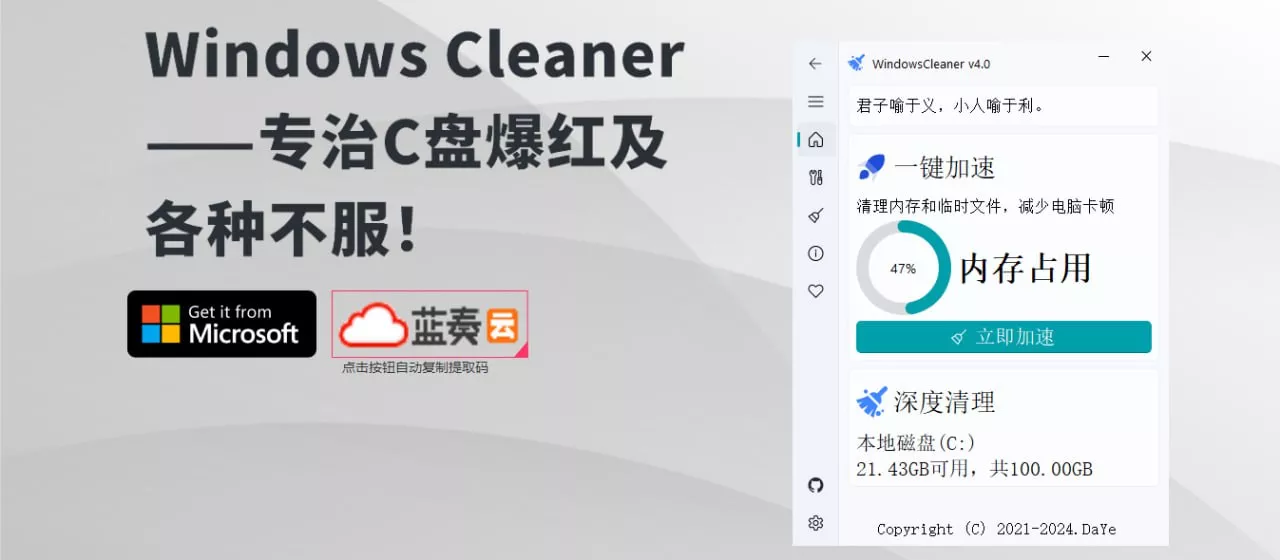 Windows Cleaner
——专治C盘爆红及
各种不服！
Get it from
Microsoft
蓝奏云
点击按钮自动复制提取码
WindowsCleaner v4.0
君子喻于义，小人喻于利。
一键加速
清理内存和临时文件，减少电脑卡顿
47%
内存占用
立即加速
深度清理
本地磁盘(C:)
21.43GB可用，共100.00GB
Copyright (C) 2021-2024.DaYe